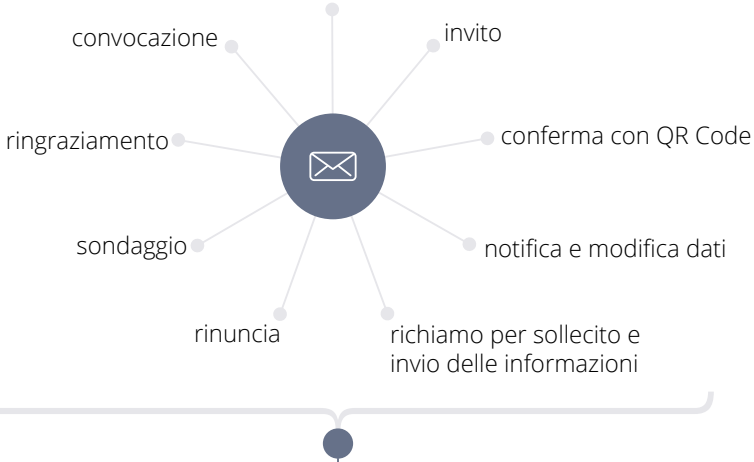 convocazione
invito
ringraziamento
conferma con QR Code
sondaggio
notifica e modifica dati
rinuncia
richiamo per sollecito e
invio delle informazioni